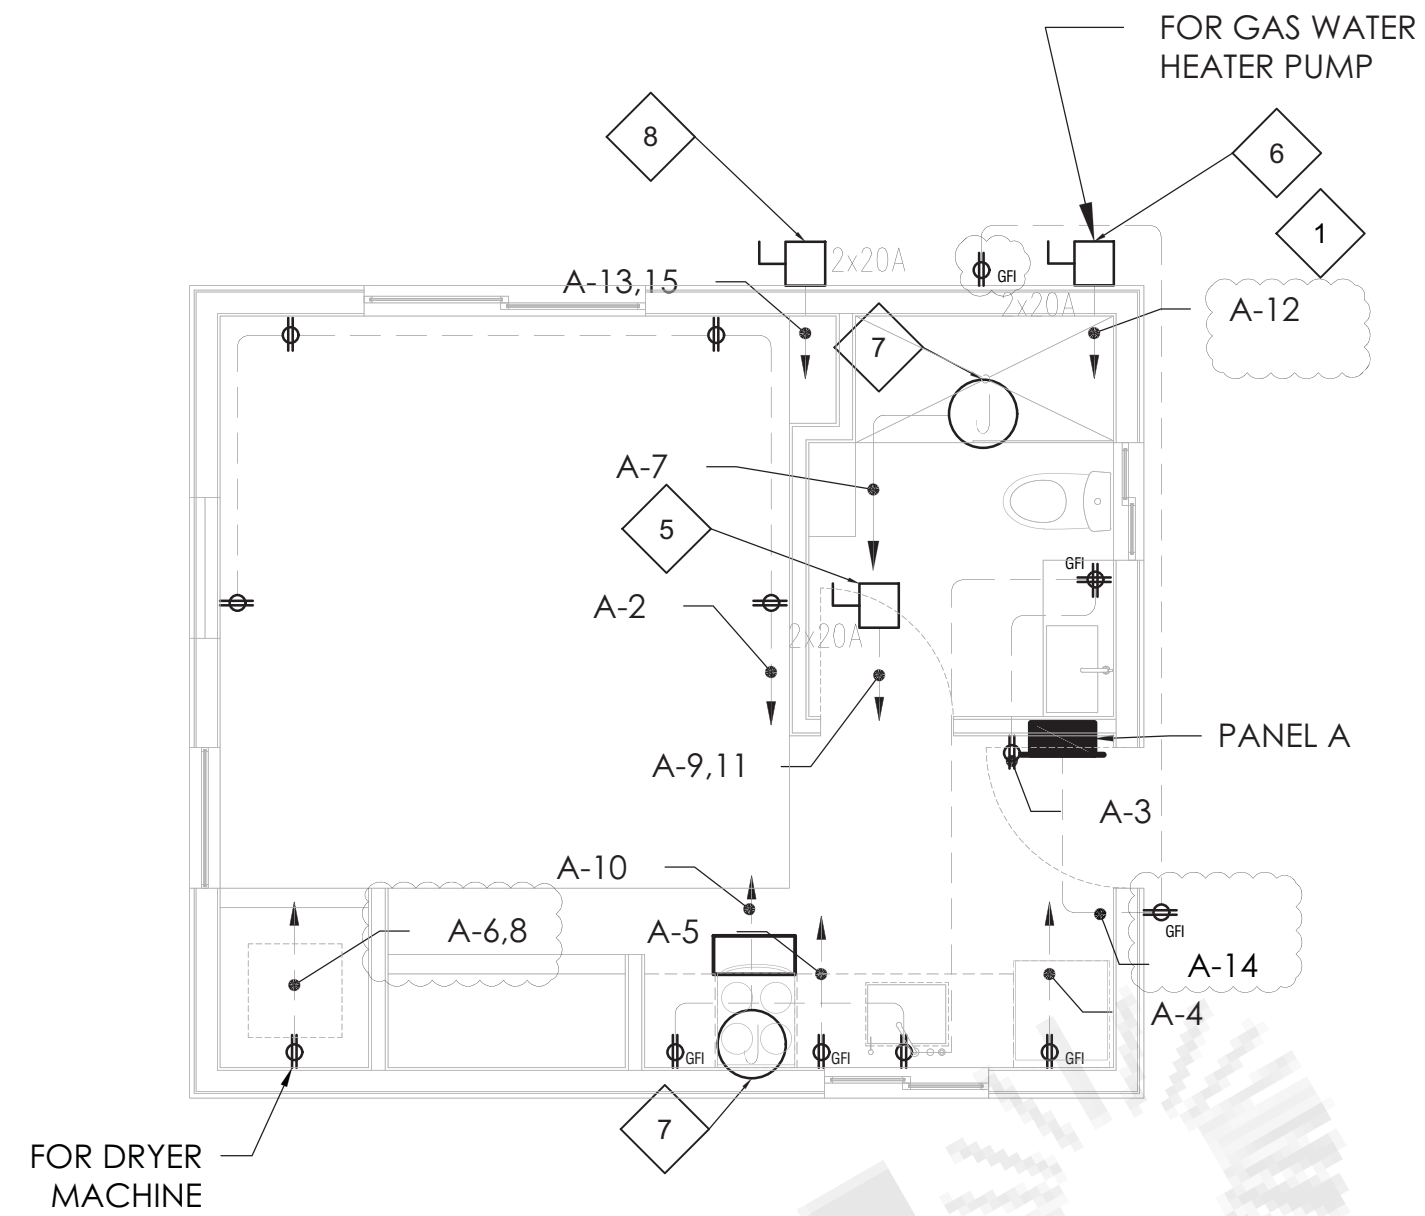 FOR GAS WATER
HEATER PUMP
8
6
1
2x20A
GFI
A-13,15
2x20A
A-12
7
A-7
5
GFI
A-2
2x20A
PANEL A
A-9,11
A-3
A-10
A-6,8
A-5
GFI
A-14
A-4
GFI
GFI
GFI
7
FOR DRYER
MACHINE